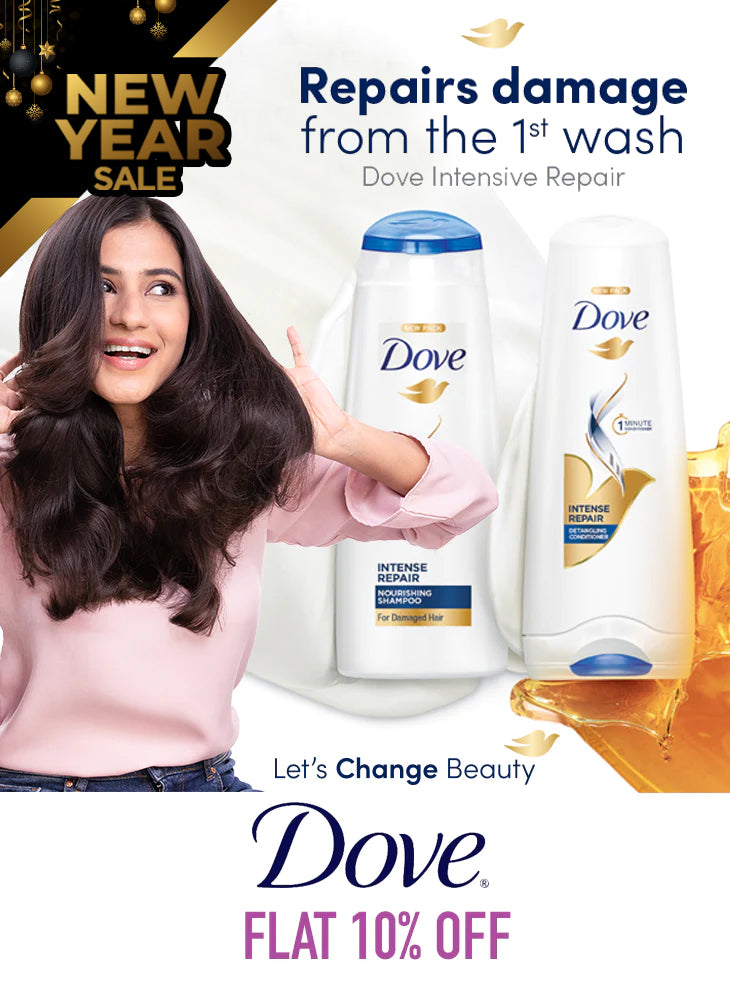 NEW
YEAR
SALE
Repairs damage
from the 1st wash
Dove Intensive Repair
NEW PACK
Dove
INTENSE
REPAIR
NOURISHING
SHAMPOO
For Damaged Hair
NEW PACK
Dove
1 MINUTE
CONDITIONER
INTENSE
REPAIR
DETANGLING
CONDITIONER
Let's Change Beauty
Dove®
FLAT 10% OFF